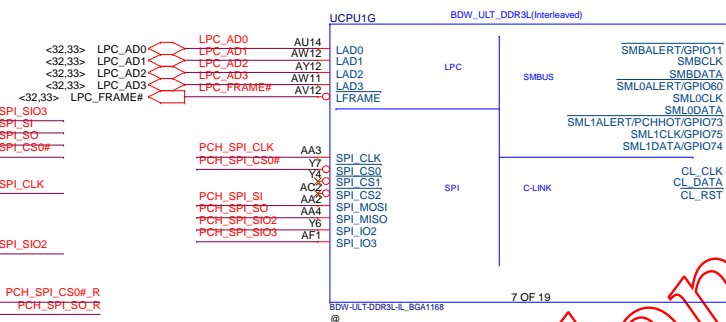 UCPU1G
BDW_ULT_DDR3L(Interleaved)
<32,33> LPC_AD0 LPC_AD0 AU14 LAD0
<32,33> LPC_AD1 LPC_AD1 AW12 LAD1
<32,33> LPC_AD2 LPC_AD2 AY12 LAD2
<32,33> LPC_AD3 LPC_AD3 AW11 LAD3
<32,33> LPC_FRAME# LPC_FRAME# AV12 LFRAME
LPC
SMBUS
SMBALERT/GPIO11
SMBCLK
SMBDATA
SML0ALERT/GPIO60
SML0CLK
SML0DATA
SML1ALERT/PCHHOT/GPIO73
SML1CLK/GPIO75
SML1DATA/GPIO74
SPI_SIO3
SPI_SI
SPI_SO
SPI_CS0#
SPI_CLK
SPI_SIO2
PCH_SPI_CLK AA3 SPI_CLK
PCH_SPI_CS0# Y7 SPI_CS0
Y4 SPI_CS1
AC2 SPI_CS2
PCH_SPI_SI AA2 SPI_MOSI
PCH_SPI_SO AA4 SPI_MISO
PCH_SPI_SIO2 Y6 SPI_IO2
PCH_SPI_SIO3 AF1 SPI_IO3
SPI
C-LINK
CL_CLK
CL_DATA
CL_RST
PCH_SPI_CS0#_R
PCH_SPI_SO_R
7 OF 19
BDW-ULT-DDR3L-IL_BGA1168
@